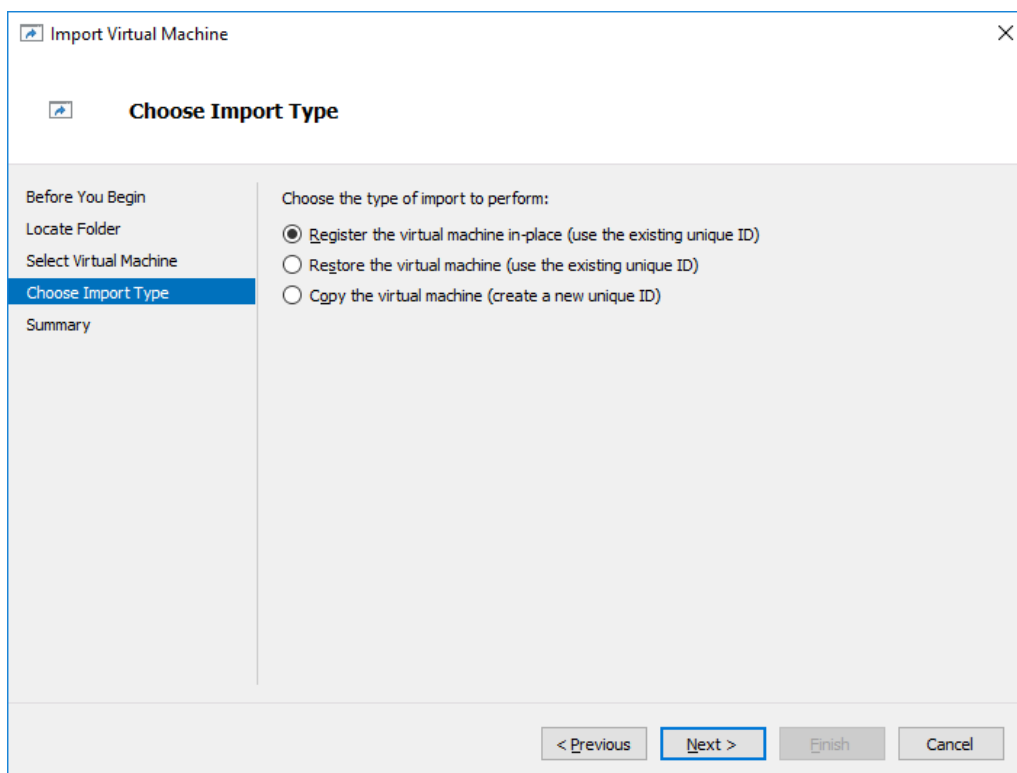 Import Virtual Machine
Choose Import Type
Before You Begin
Locate Folder
Select Virtual Machine
Choose Import Type
Summary
Choose the type of import to perform:
Register the virtual machine in-place (use the existing unique ID)
Restore the virtual machine (use the existing unique ID)
Copy the virtual machine (create a new unique ID)
< Previous Next > Finish Cancel